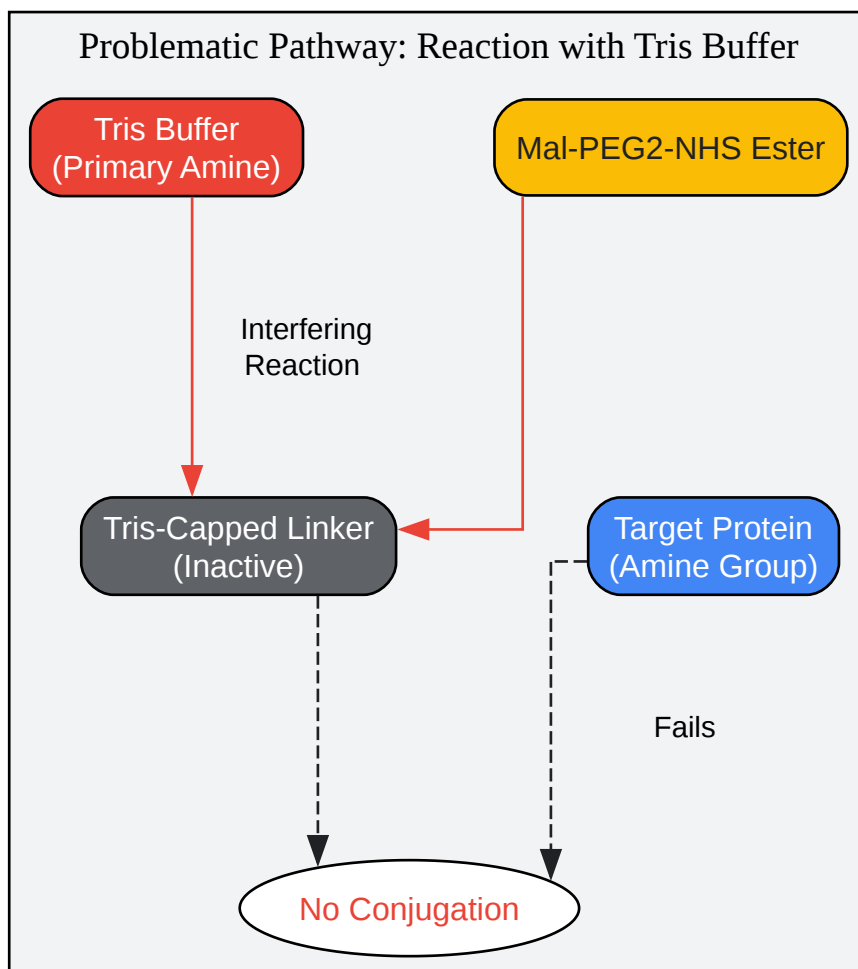 Problematic Pathway: Reaction with Tris Buffer
Tris Buffer
(Primary Amine)
Mal-PEG2-NHS Ester
Interfering
Reaction
Tris-Capped Linker
(Inactive)
Target Protein
(Amine Group)
Fails
No Conjugation